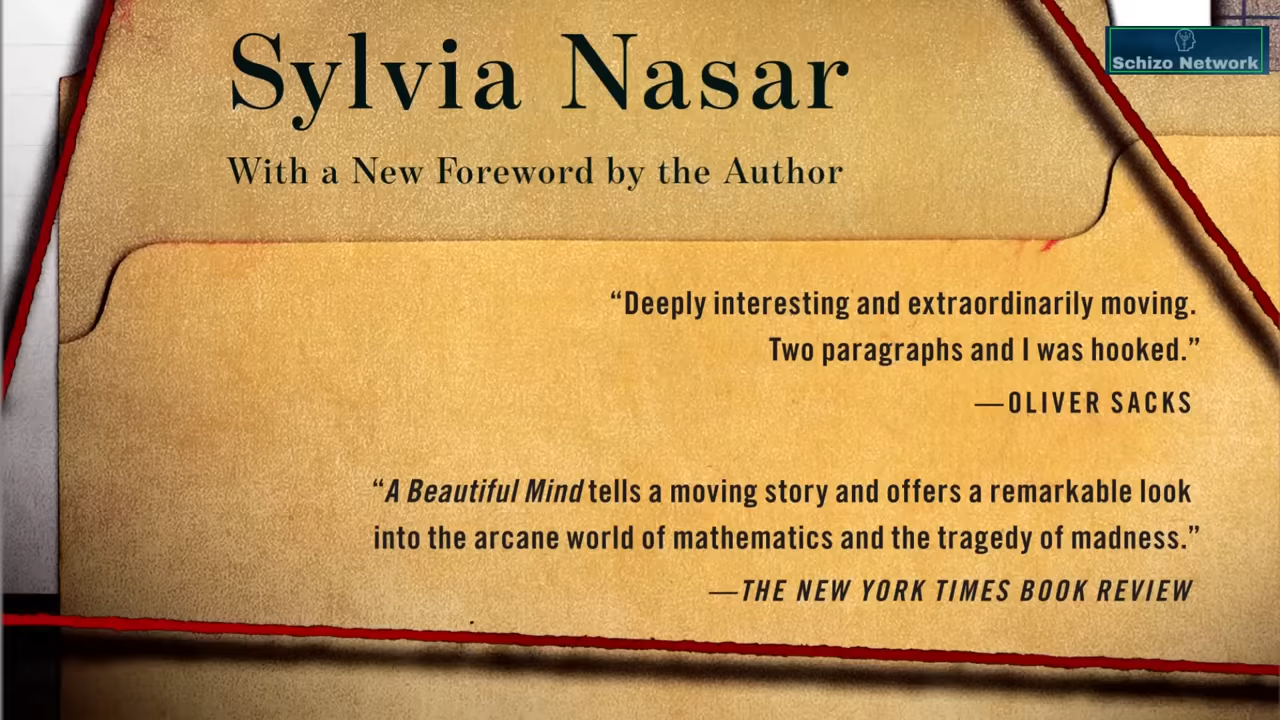 Sylvia Nasar
Schizo Network
With a New Foreword by the Author
“Deeply interesting and extraordinarily moving.
Two paragraphs and I was hooked.”
—OLIVER SACKS
“A Beautiful Mind tells a moving story and offers a remarkable look
into the arcane world of mathematics and the tragedy of madness.”
—THE NEW YORK TIMES BOOK REVIEW